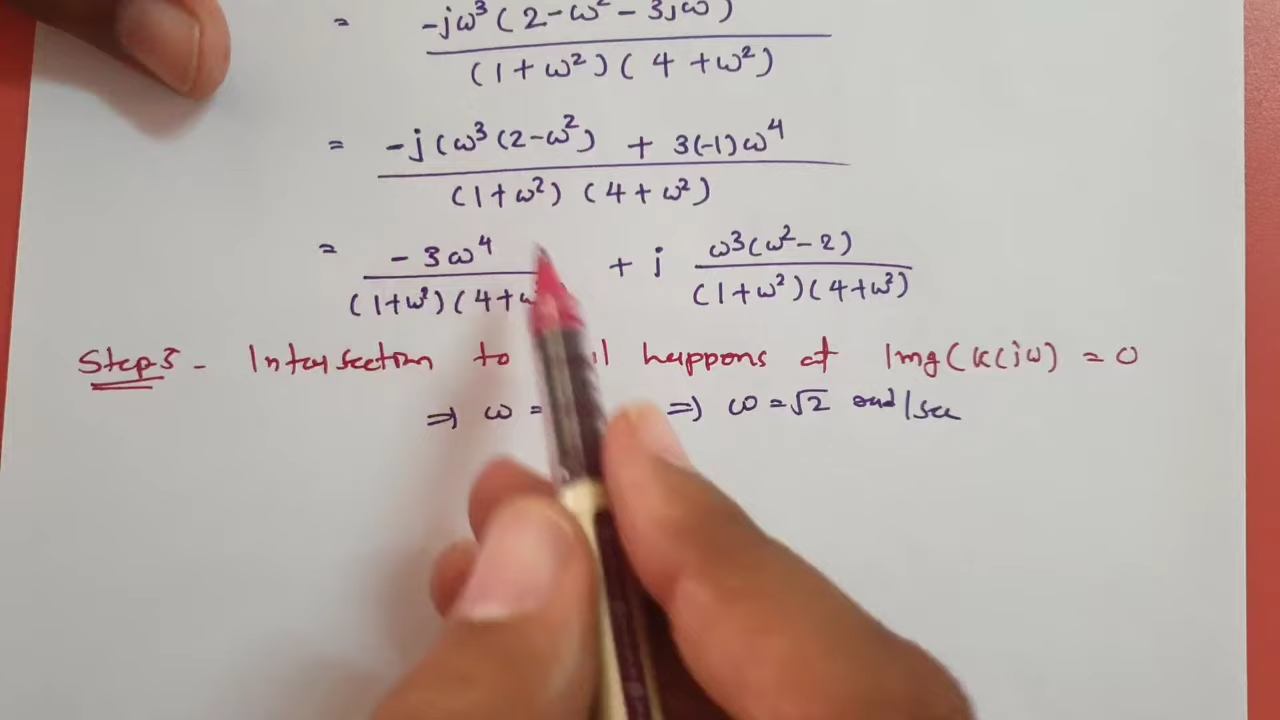 = -jω³(2-ω²-3jω)
(1+ω²)(4+ω²)
= -j(ω³(2-ω²) + 3(-1)ω⁴
(1+ω²)(4+ω²)
= -3ω⁴ + j ω³(ω²-2)
(1+ω²)(4+ω (1+ω²)(4+ω²)
Step3 - Intersection to happens at Img(K(jω) = 0
⇒ ω = ⇒ ω = √2 rad/sec